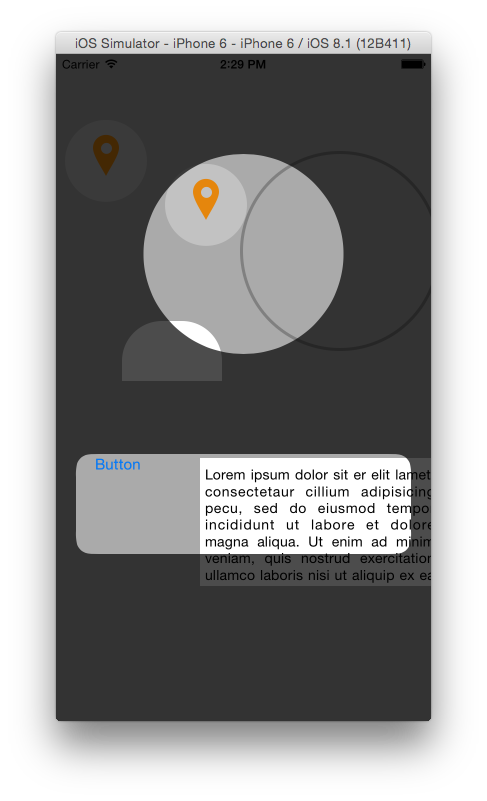 iOS Simulator - iPhone 6 - iPhone 6 / iOS 8.1 (12B411)
Carrier 2:29 PM
Button
Lorem ipsum dolor sit er elit lamet
consectetaur cillium adipisicing
pecu, sed do eiusmod tempo
incididunt ut labore et dolore
magna aliqua. Ut enim ad minim
veniam, quis nostrud exercitation
ullamco laboris nisi ut aliquip ex ea